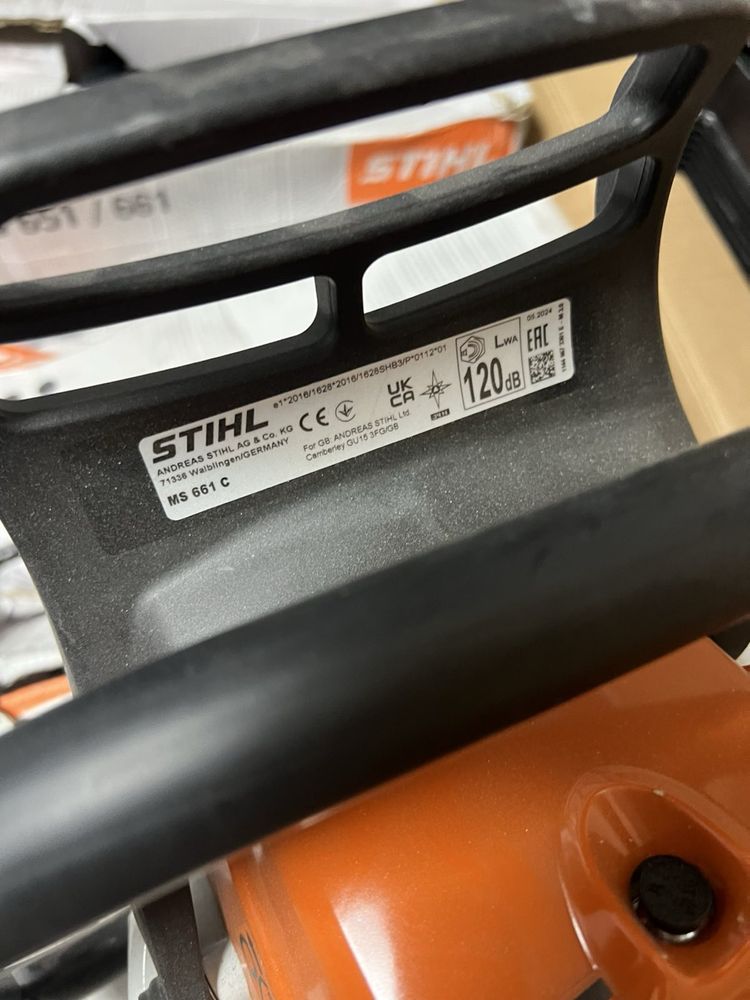 STIHL
651 / 661
STIHL
ANDREAS STIHL AG & Co. KG
71336 Waiblingen/GERMANY
MS 661 C
e1*2016/1628*2016/1628SHB3/P*0112*01
CE
For GB: ANDREAS STIHL Ltd.
Camberley GU15 3FG/GB
UK
CA
LWA
120dB
EAC
05.2024